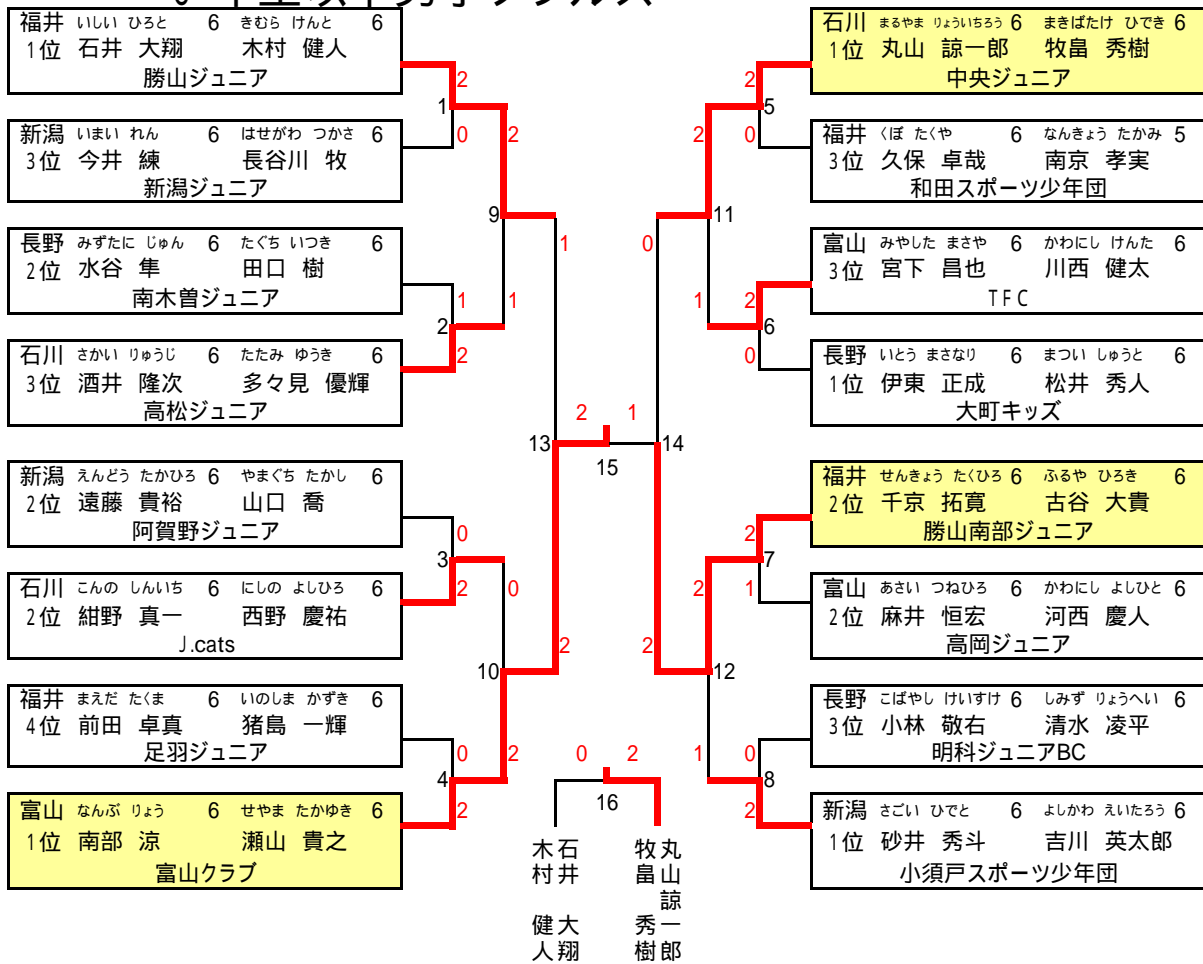 福井 いしい ひろと 6 きむら けんと 6
1位 石井 大翔 木村 健人
勝山ジュニア
新潟 いまい れん 6 はせがわ つかさ 6
3位 今井 練 長谷川 牧
新潟ジュニア
長野 みずたに じゅん 6 たぐち いつき 6
2位 水谷 隼 田口 樹
南木曽ジュニア
石川 さかい りゅうじ 6 たたみ ゆうき 6
3位 酒井 隆次 多々見 優輝
高松ジュニア
新潟 えんどう たかひろ 6 やまぐち たかし 6
2位 遠藤 貴裕 山口 喬
阿賀野ジュニア
石川 こんの しんいち 6 にしの よしひろ 6
2位 紺野 真一 西野 慶祐
J.cats
福井 まえだ たくま 6 いのしま かずき 6
4位 前田 卓真 猪島 一輝
足羽ジュニア
富山 なんぶ りょう 6 せやま たかゆき 6
1位 南部 涼 瀬山 貴之
富山クラブ
2
1
0
2
9
1
1
2
1
2
0
3
2
0
10
2
0
4
2
2
13
2
1
15
14
0
2
16
木村 健人
石井 大翔
牧畠 秀樹
丸山諒一郎
2
5
0
2
11
0
1
2
6
0
2
7
1
2
12
2
1
0
8
2
石川 まるやま りょういちろう 6 まきばたけ ひでき 6
1位 丸山 諒一郎 牧畠 秀樹
中央ジュニア
福井 くぼ たくや 6 なんきょう たかみ 5
3位 久保 卓哉 南京 孝実
和田スポーツ少年団
富山 みやした まさや 6 かわにし けんた 6
3位 宮下 昌也 川西 健太
TFC
長野 いとう まさなり 6 まつい しゅうと 6
1位 伊東 正成 松井 秀人
大町キッズ
福井 せんきょう たくひろ 6 ふるや ひろき 6
2位 千京 拓寛 古谷 大貴
勝山南部ジュニア
富山 あさい つねひろ 6 かわにし よしひと 6
2位 麻井 恒宏 河西 慶人
高岡ジュニア
長野 こばやし けいすけ 6 しみず りょうへい 6
3位 小林 敬右 清水 凌平
明科ジュニアBC
新潟 さごい ひでと 6 よしかわ えいたろう 6
1位 砂井 秀斗 吉川 英太郎
小須戸スポーツ少年団